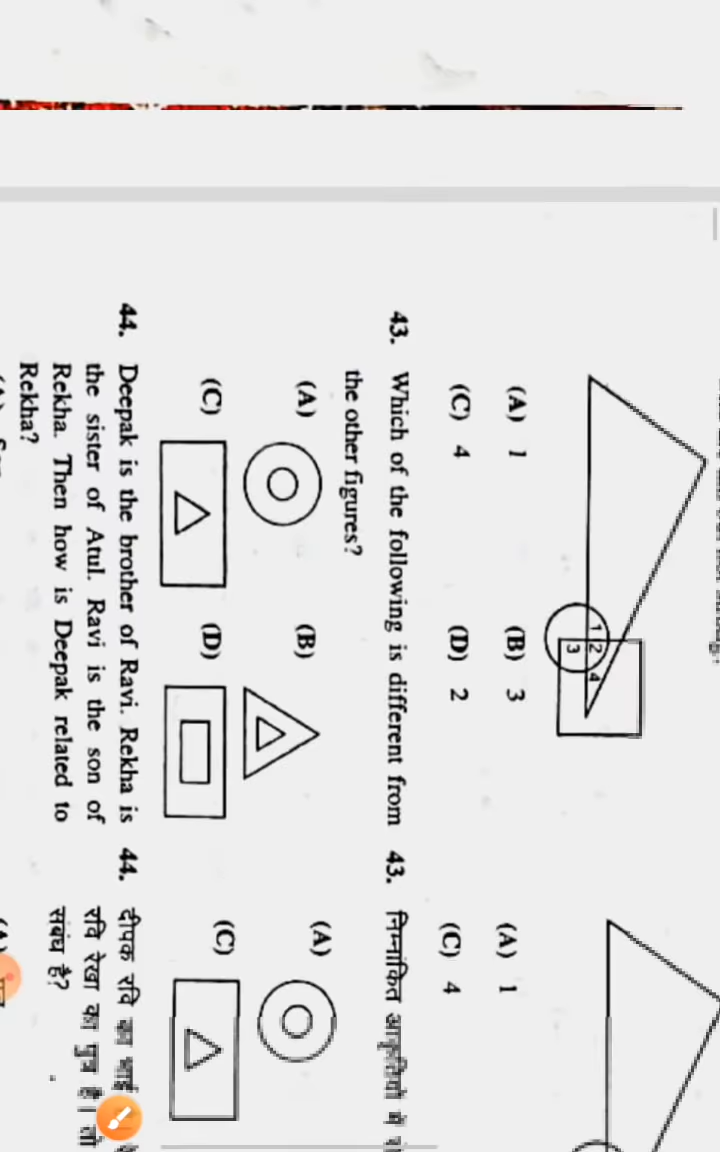 1
2
3
4
(A) 1
(B) 3
(C) 4
(D) 2
43. Which of the following is different from
the other figures?
(A)
(B)
(C)
(D)
44. Deepak is the brother of Ravi. Rekha is
the sister of Atul. Ravi is the son of
Rekha. Then how is Deepak related to
Rekha?
(A) 1
(C) 4
43. निम्नांकित आकृतियों में
(A)
(C)
44. दीपक रवि का भाई
रवि रेखा का पुत्र है। तो
संबंध है?